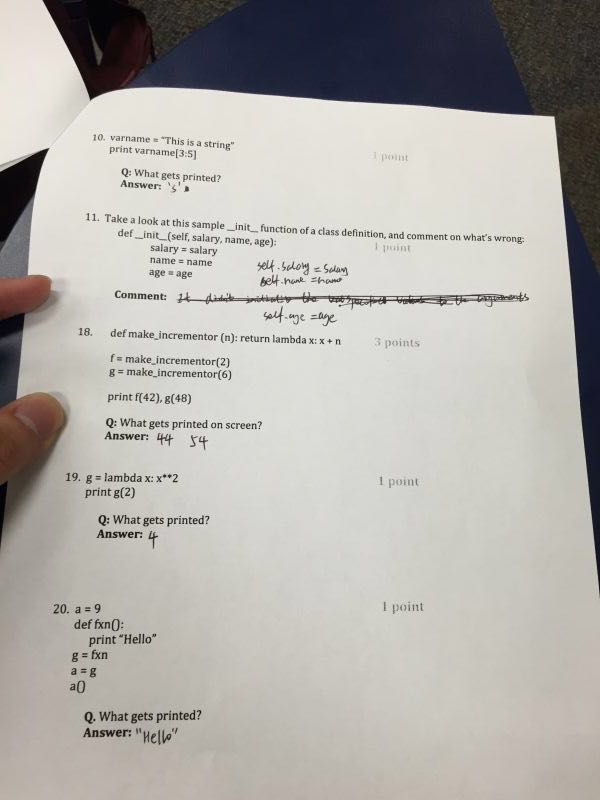 10. varname = "This is a string"
print varname[3:5]
1 point
Q: What gets printed?
Answer: 's'
11. Take a look at this sample __init__ function of a class definition, and comment on what's wrong:
def __init__(self, salary, name, age):
1 point
salary = salary
name = name
age = age
self.salary = salary
self.name = name
Comment: It initialize the specified values to the arguments
self.age = age
18. def make_incrementor (n): return lambda x: x + n
3 points
f = make_incrementor(2)
g = make_incrementor(6)
print f(42), g(48)
Q: What gets printed on screen?
Answer: 44 54
19. g = lambda x: x**2
1 point
print g(2)
Q: What gets printed?
Answer: 4
20. a = 9
1 point
def fxn():
print "Hello"
g = fxn
a = g
a()
Q. What gets printed?
Answer: "Hello"